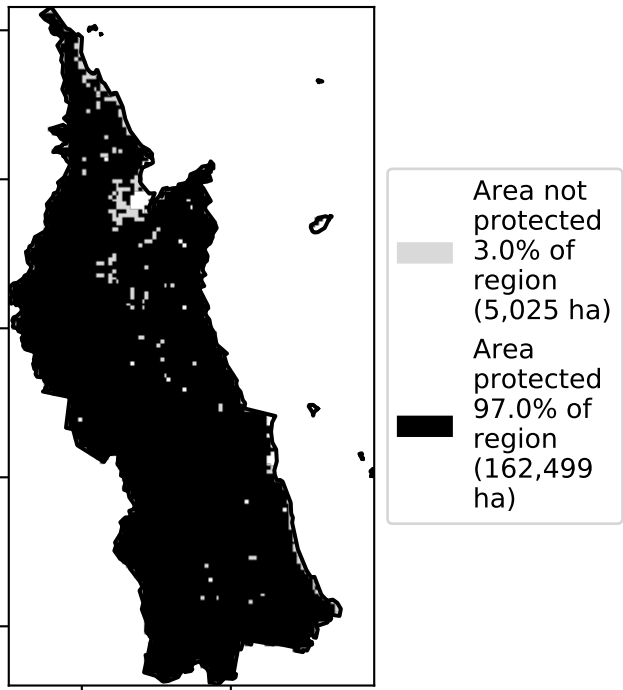 Area not
protected
3.0% of
region
(5,025 ha)
Area
protected
97.0% of
region
(162,499
ha)